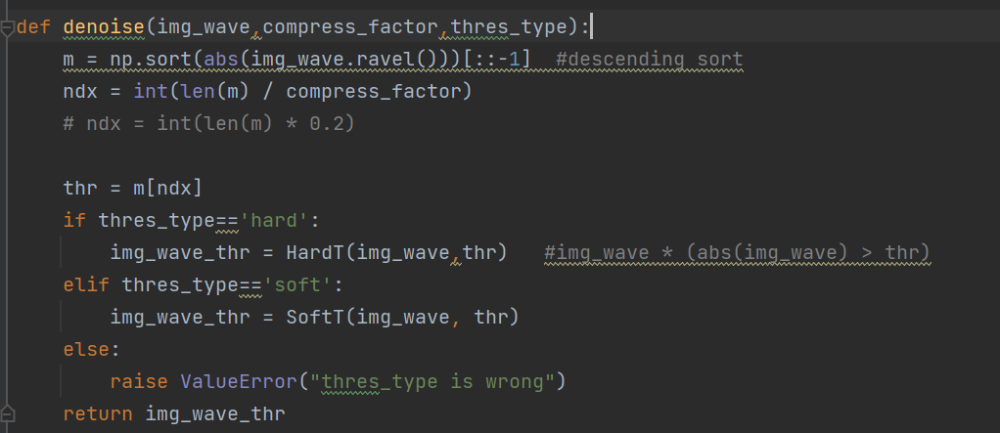 def denoise(img_wave,compress_factor,thres_type):
    m = np.sort(abs(img_wave.ravel()))[::-1]  #descending sort
    ndx = int(len(m) / compress_factor)
    # ndx = int(len(m) * 0.2)

    thr = m[ndx]
    if thres_type=='hard':
        img_wave_thr = HardT(img_wave,thr)   #img_wave * (abs(img_wave) > thr)
    elif thres_type=='soft':
        img_wave_thr = SoftT(img_wave, thr)
    else:
        raise ValueError("thres_type is wrong")
    return img_wave_thr